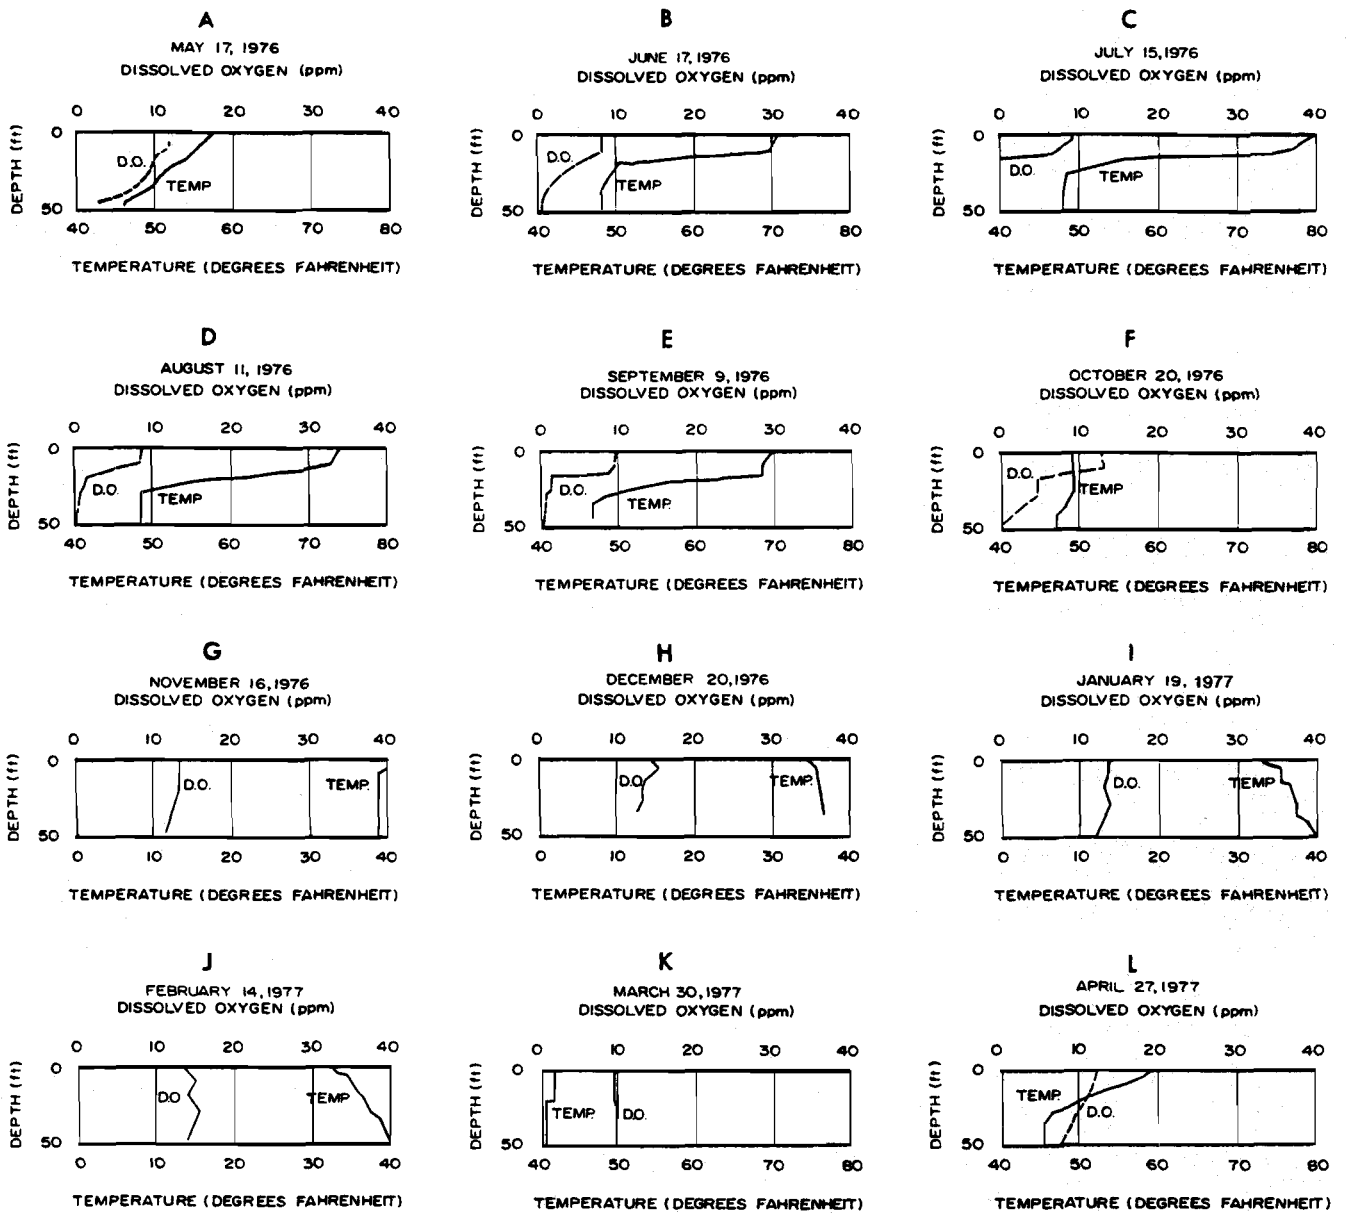 A
MAY 17, 1976
DISSOLVED OXYGEN (ppm)
0 10 20 30 40
DEPTH (ft)
0
50
D.O.
TEMP
40 50 60 70 80
TEMPERATURE (DEGREES FAHRENHEIT)
B
JUNE 17, 1976
DISSOLVED OXYGEN (ppm)
0 10 20 30 40
DEPTH (ft)
0
50
D.O.
TEMP
40 50 60 70 80
TEMPERATURE (DEGREES FAHRENHEIT)
C
JULY 15, 1976
DISSOLVED OXYGEN (ppm)
0 10 20 30 40
DEPTH (ft)
0
50
D.O.
TEMP
40 50 60 70 80
TEMPERATURE (DEGREES FAHRENHEIT)
D
AUGUST 11, 1976
DISSOLVED OXYGEN (ppm)
0 10 20 30 40
DEPTH (ft)
0
50
D.O.
TEMP
40 50 60 70 80
TEMPERATURE (DEGREES FAHRENHEIT)
E
SEPTEMBER 9, 1976
DISSOLVED OXYGEN (ppm)
0 10 20 30 40
DEPTH (ft)
0
50
D.O.
TEMP.
40 50 60 70 80
TEMPERATURE (DEGREES FAHRENHEIT)
F
OCTOBER 20, 1976
DISSOLVED OXYGEN (ppm)
0 10 20 30 40
DEPTH (ft)
0
50
D.O.
TEMP
40 50 60 70 80
TEMPERATURE (DEGREES FAHRENHEIT)
G
NOVEMBER 16, 1976
DISSOLVED OXYGEN (ppm)
0 10 20 30 40
DEPTH (ft)
0
50
D.O.
TEMP.
0 10 20 30 40
TEMPERATURE (DEGREES FAHRENHEIT)
H
DECEMBER 20, 1976
DISSOLVED OXYGEN (ppm)
0 10 20 30 40
DEPTH (ft)
0
50
D.O.
TEMP.
0 10 20 30 40
TEMPERATURE (DEGREES FAHRENHEIT)
I
JANUARY 19, 1977
DISSOLVED OXYGEN (ppm)
0 10 20 30 40
DEPTH (ft)
0
50
D.O.
TEMP.
0 10 20 30 40
TEMPERATURE (DEGREES FAHRENHEIT)
J
FEBRUARY 14, 1977
DISSOLVED OXYGEN (ppm)
0 10 20 30 40
DEPTH (ft)
0
50
D.O
TEMP.
0 10 20 30 40
TEMPERATURE (DEGREES FAHRENHEIT)
K
MARCH 30, 1977
DISSOLVED OXYGEN (ppm)
0 10 20 30 40
DEPTH (ft)
0
50
TEMP.
D.O.
40 50 60 70 80
TEMPERATURE (DEGREES FAHRENHEIT)
L
APRIL 27, 1977
DISSOLVED OXYGEN (ppm)
0 10 20 30 40
DEPTH (ft)
0
50
TEMP.
D.O.
40 50 60 70 80
TEMPERATURE (DEGREES FAHRENHEIT)